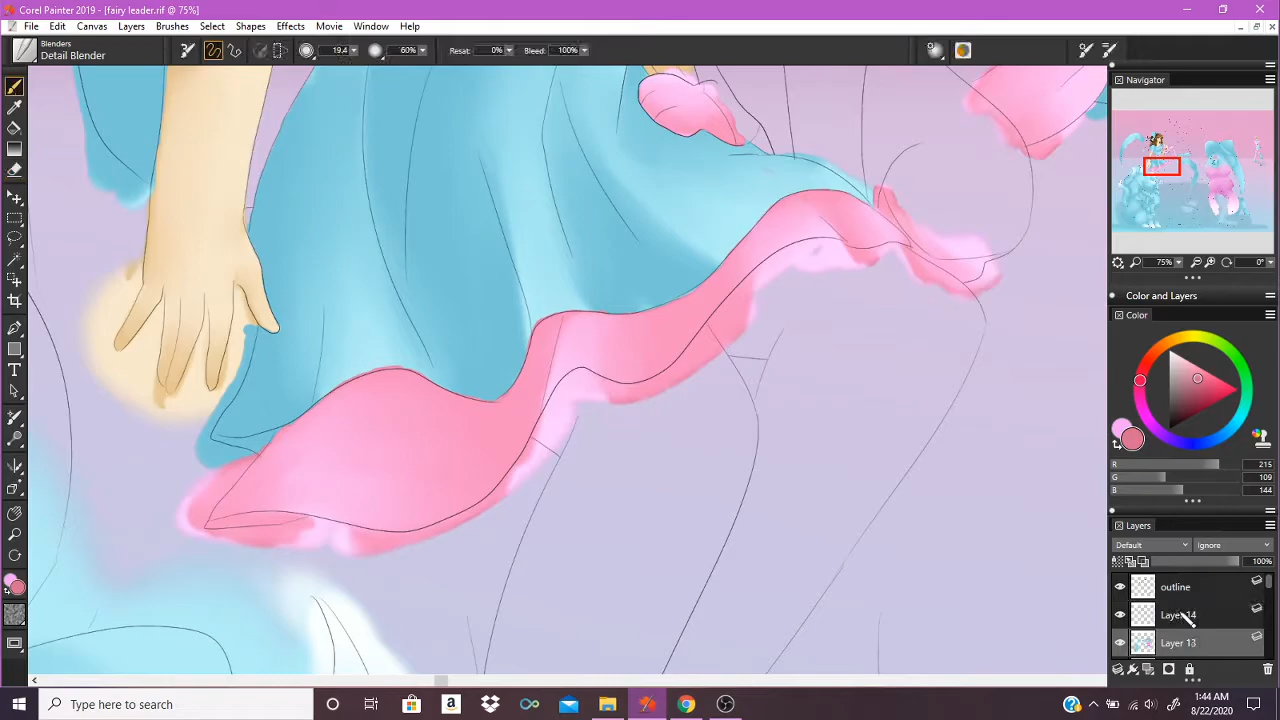 Corel Painter 2019 - [fairy leader.rif @ 75%]
File Edit Canvas Layers Brushes Select Shapes Effects Movie Window Help
Blenders
Detail Blender
19.4
60%
Resat: 0%
Bleed: 100%
Navigator
75%
0°
Color and Layers
Color
R 215
G 109
B 144
Layers
Default
Ignore
100%
outline
Layer 14
Layer 13
Type here to search
1:44 AM
8/22/2020